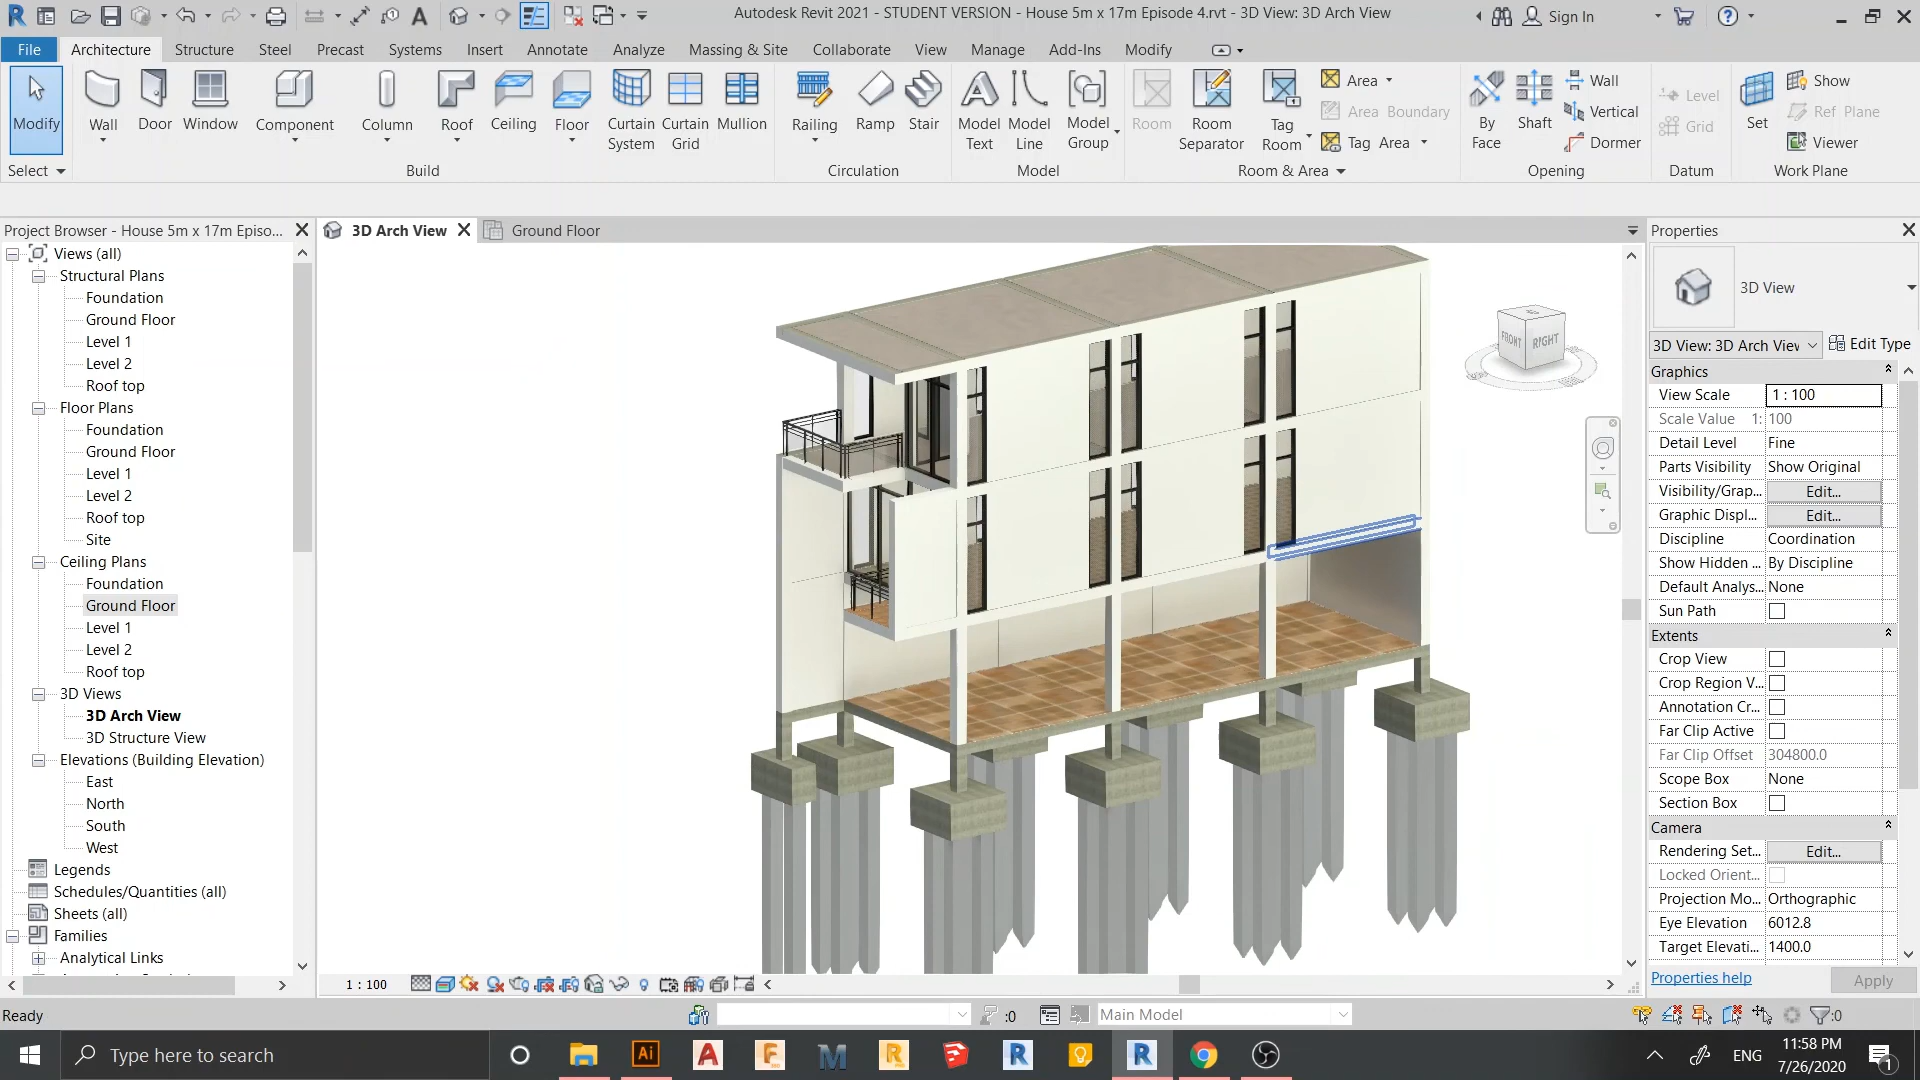 Autodesk Revit 2021 - STUDENT VERSION - House 5m x 17m Episode 4.rvt - 3D View: 3D Arch View
Sign In
File Architecture Structure Steel Precast Systems Insert Annotate Analyze Massing & Site Collaborate View Manage Add-Ins Modify
Modify
Wall
Door
Window
Component
Column
Roof
Ceiling
Floor
Curtain System
Curtain Grid
Mullion
Railing
Ramp
Stair
Model Text
Model Line
Model Group
Room
Room Separator
Tag Room
Area
Area Boundary
Tag Area
By Face
Shaft
Wall
Vertical
Dormer
Level
Grid
Set
Show
Ref Plane
Viewer
Select
Build
Circulation
Model
Room & Area
Opening
Datum
Work Plane
Project Browser - House 5m x 17m Episo...
Views (all)
Structural Plans
Foundation
Ground Floor
Level 1
Level 2
Roof top
Floor Plans
Foundation
Ground Floor
Level 1
Level 2
Roof top
Site
Ceiling Plans
Foundation
Ground Floor
Level 1
Level 2
Roof top
3D Views
3D Arch View
3D Structure View
Elevations (Building Elevation)
East
North
South
West
Legends
Schedules/Quantities (all)
Sheets (all)
Families
Analytical Links
3D Arch View
Ground Floor
FRONT RIGHT
Properties
3D View
3D View: 3D Arch Viev Edit Type
Graphics
View Scale 1 : 100
Scale Value 1: 100
Detail Level Fine
Parts Visibility Show Original
Visibility/Grap... Edit...
Graphic Displ... Edit...
Discipline Coordination
Show Hidden ... By Discipline
Default Analys... None
Sun Path
Extents
Crop View
Crop Region V...
Annotation Cr...
Far Clip Active
Far Clip Offset 304800.0
Scope Box None
Section Box
Camera
Rendering Set... Edit...
Locked Orient...
Projection Mo... Orthographic
Eye Elevation 6012.8
Target Elevati... 1400.0
Properties help Apply
1 : 100
Ready
:0
Main Model
:0
Type here to search
ENG
11:58 PM
7/26/2020
1